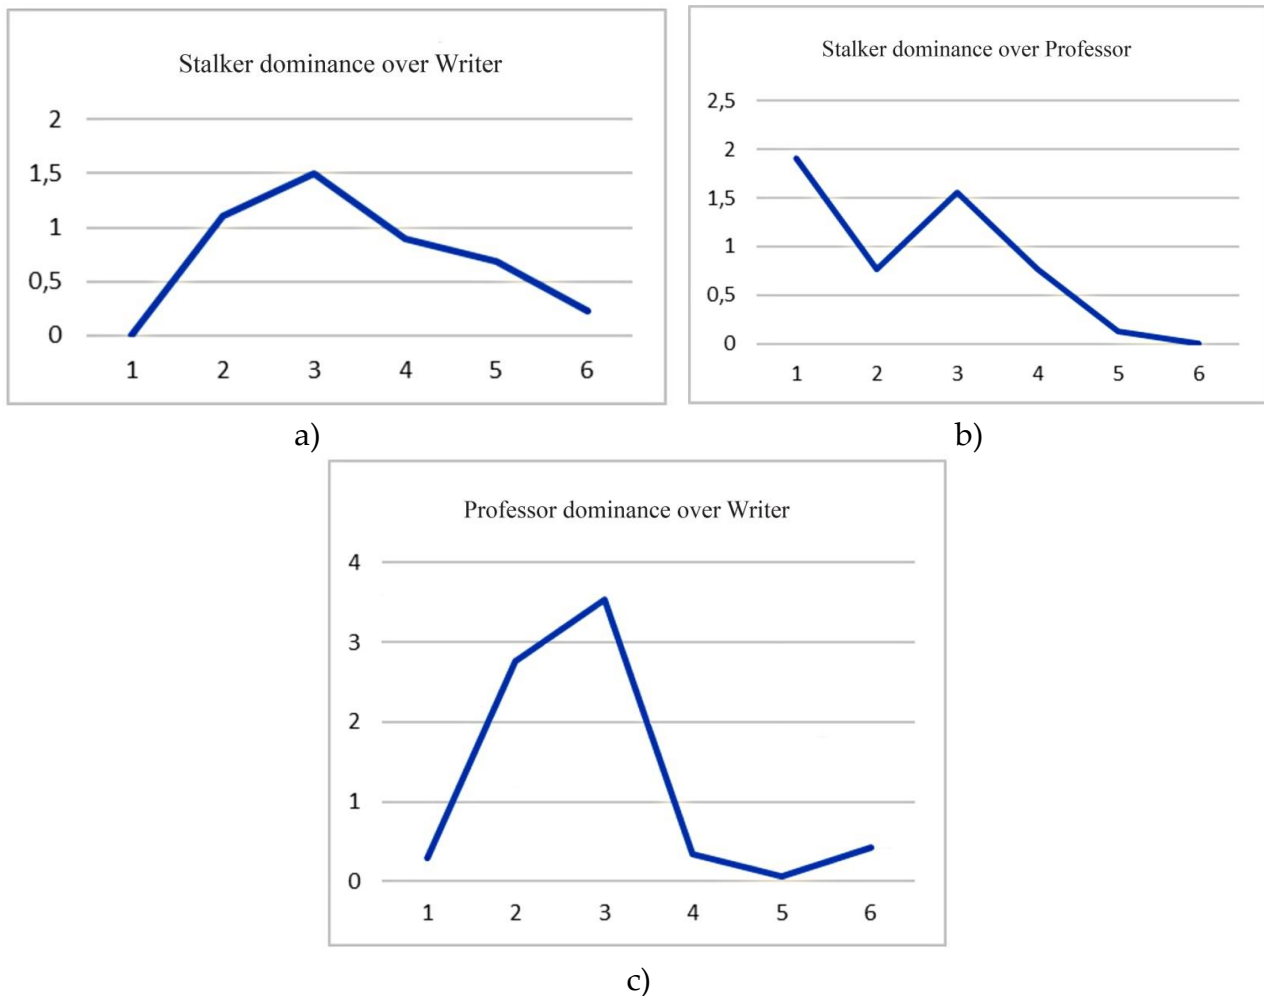 Stalker dominance over Writer
2
1,5
1
0,5
0
1 2 3 4 5 6
a)
Stalker dominance over Professor
2,5
2
1,5
1
0,5
0
1 2 3 4 5 6
b)
Professor dominance over Writer
4
3
2
1
0
1 2 3 4 5 6
c)